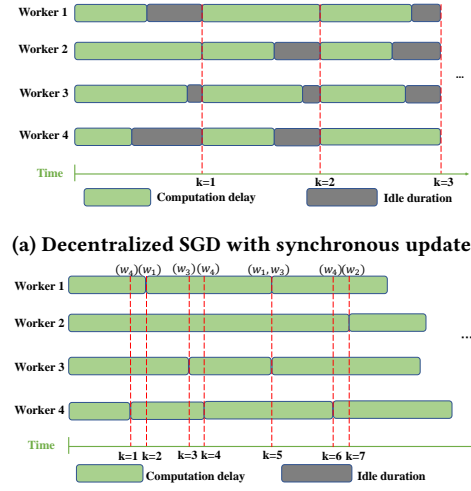 Worker 1
Worker 2
...
Worker 3
Worker 4
Time
k=1 k=2 k=3
Computation delay Idle duration
(a) Decentralized SGD with synchronous update
(w4)(w1) (w3)(w4) (w1, w3) (w4)(w2)
Worker 1
Worker 2
...
Worker 3
Worker 4
Time
k=1 k=2 k=3 k=4 k=5 k=6 k=7
Computation delay Idle duration